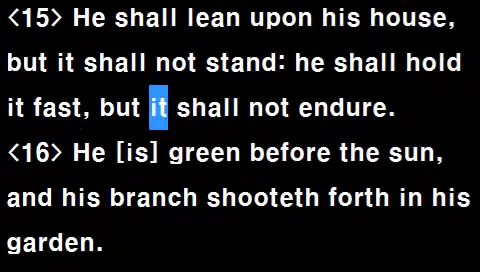 <15> He shall lean upon his house,
but it shall not stand: he shall hold
it fast, but it shall not endure.
<16> He [is] green before the sun,
and his branch shooteth forth in his
garden.